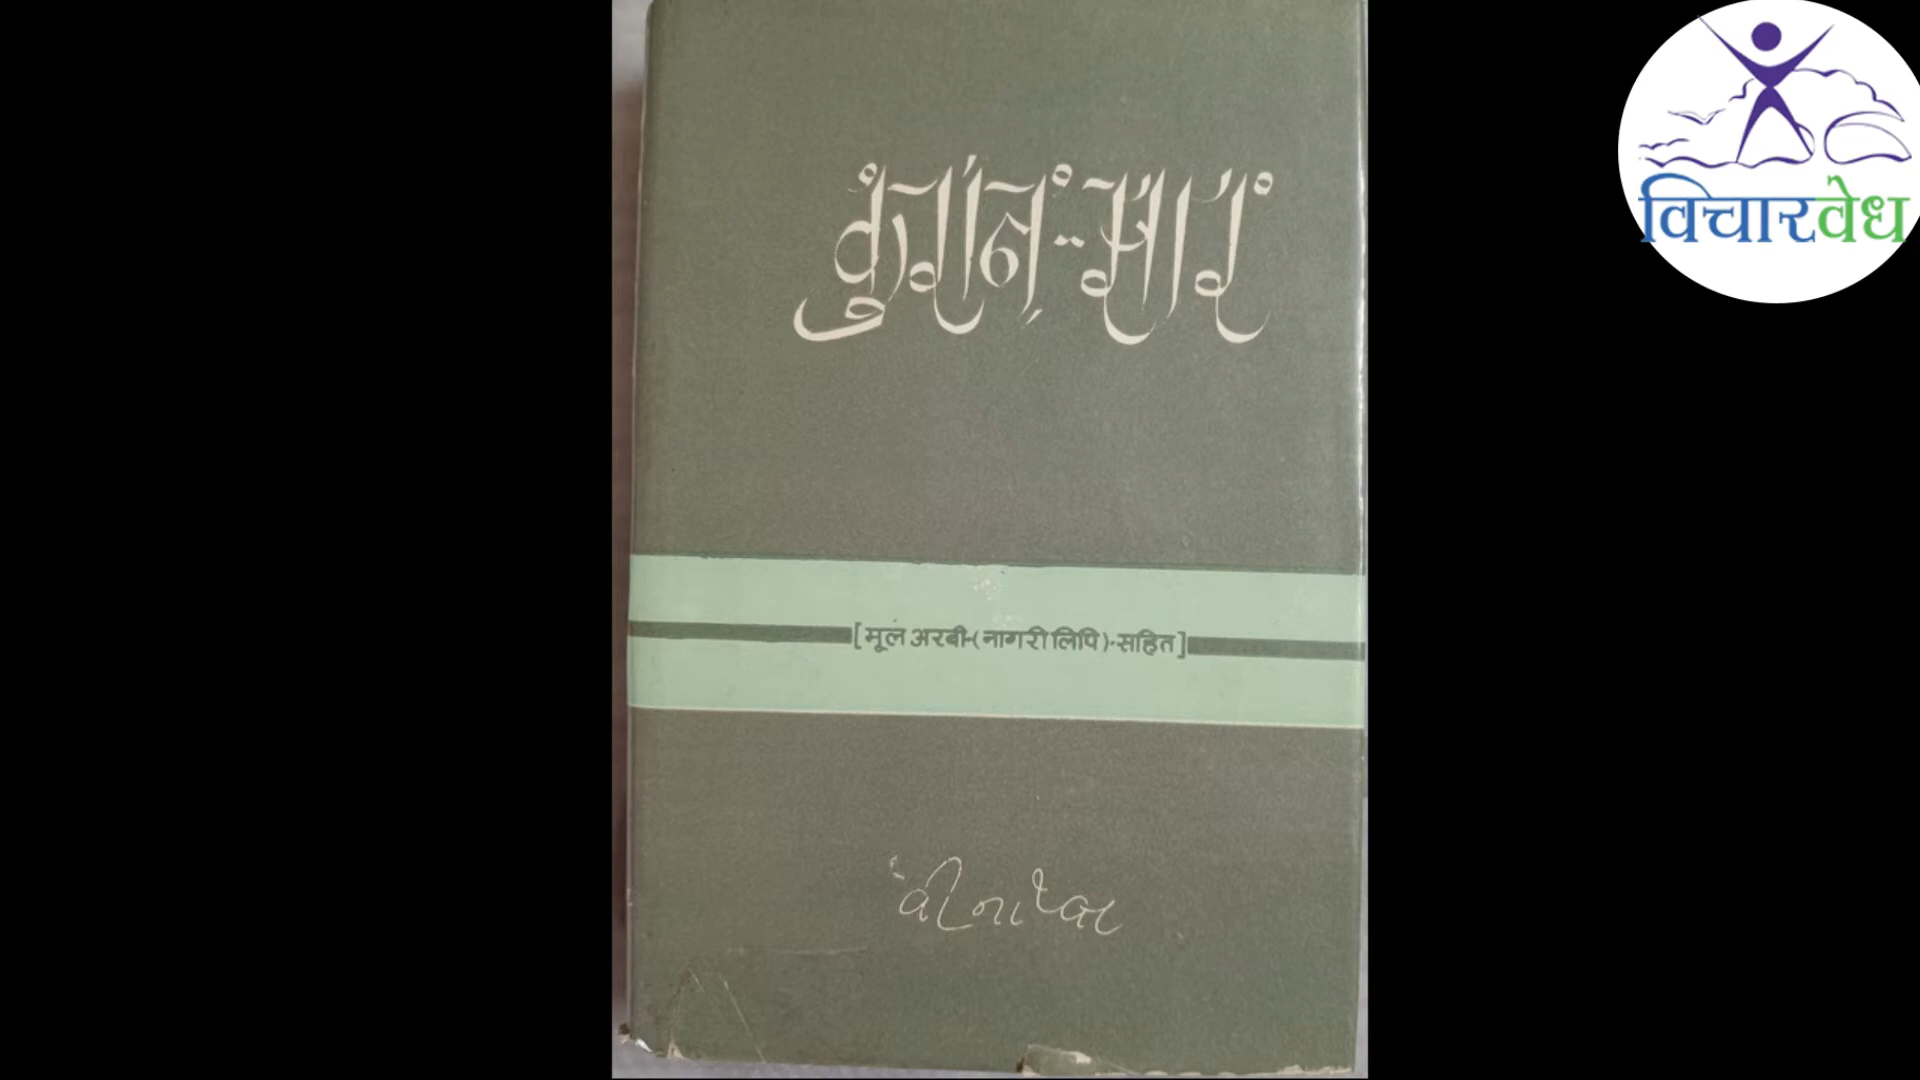 कुरान-सार
[मूल अरबी-(नागरी लिपि)-सहित]
विनोबा
विचारवेध